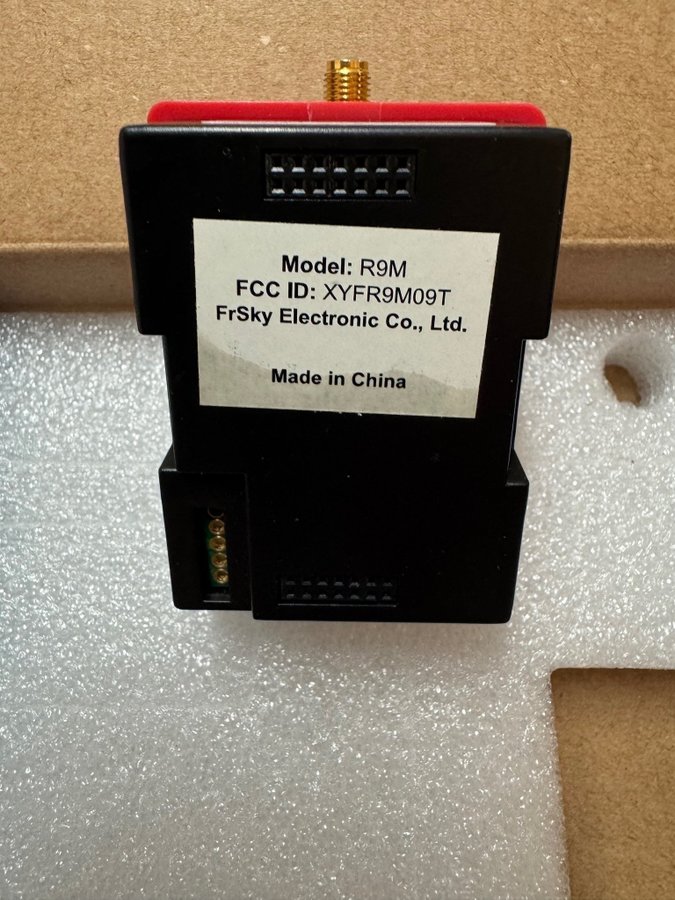 Model: R9M
FCC ID: XYFR9M09T
FrSky Electronic Co., Ltd.
Made in China